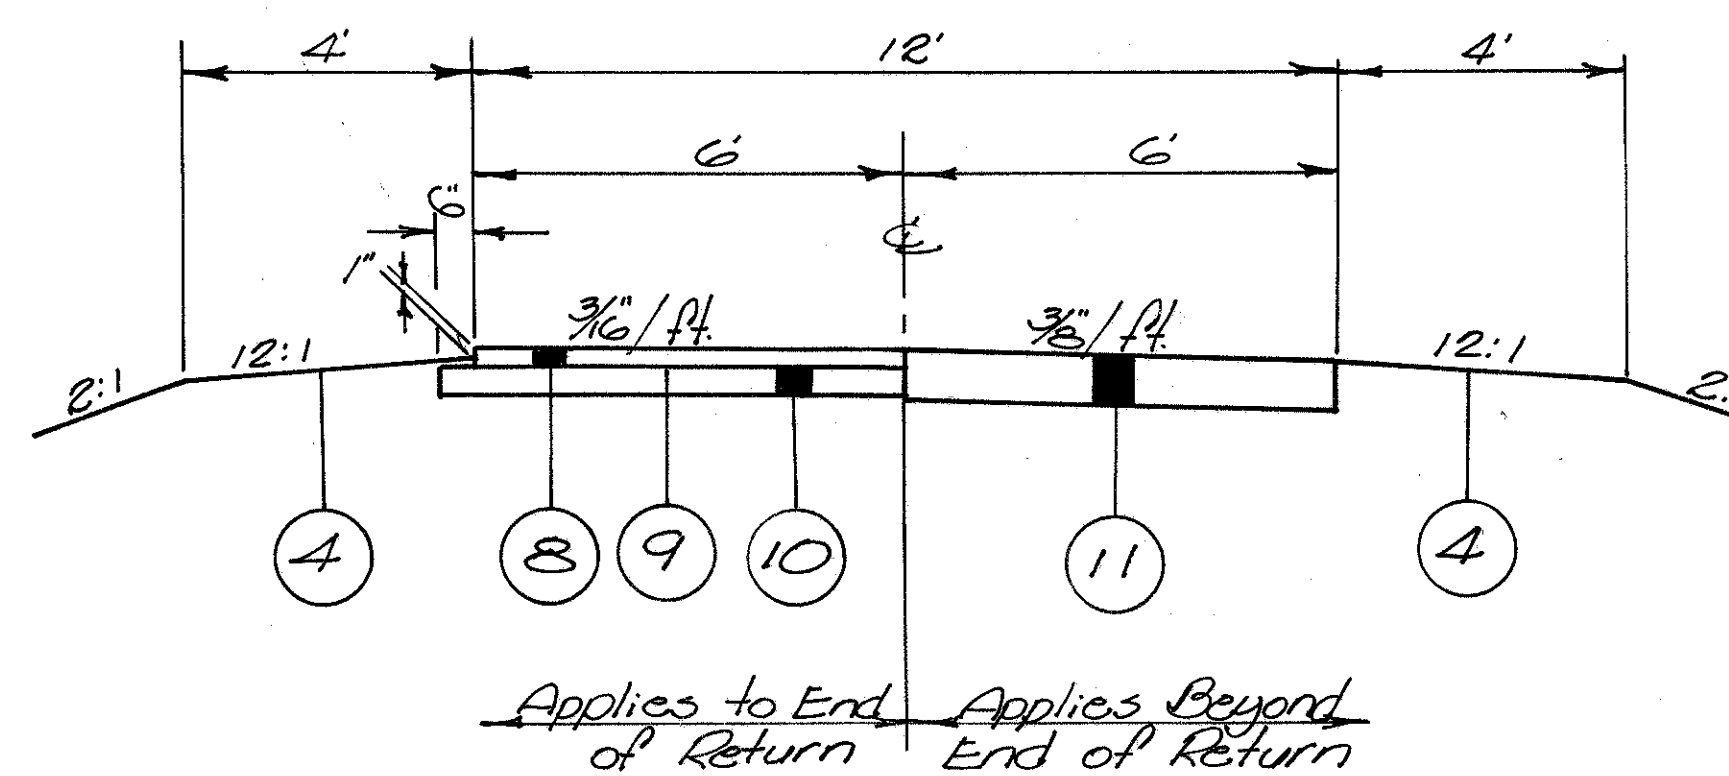 4' 12' 4'
6' 6'
6"
℄
1"
3/16"/ft. 3/8"/ft.
2:1 12:1 12:1 2:
4 8 9 10 11 4
Applies to End Applies Beyond
of Return End of Return